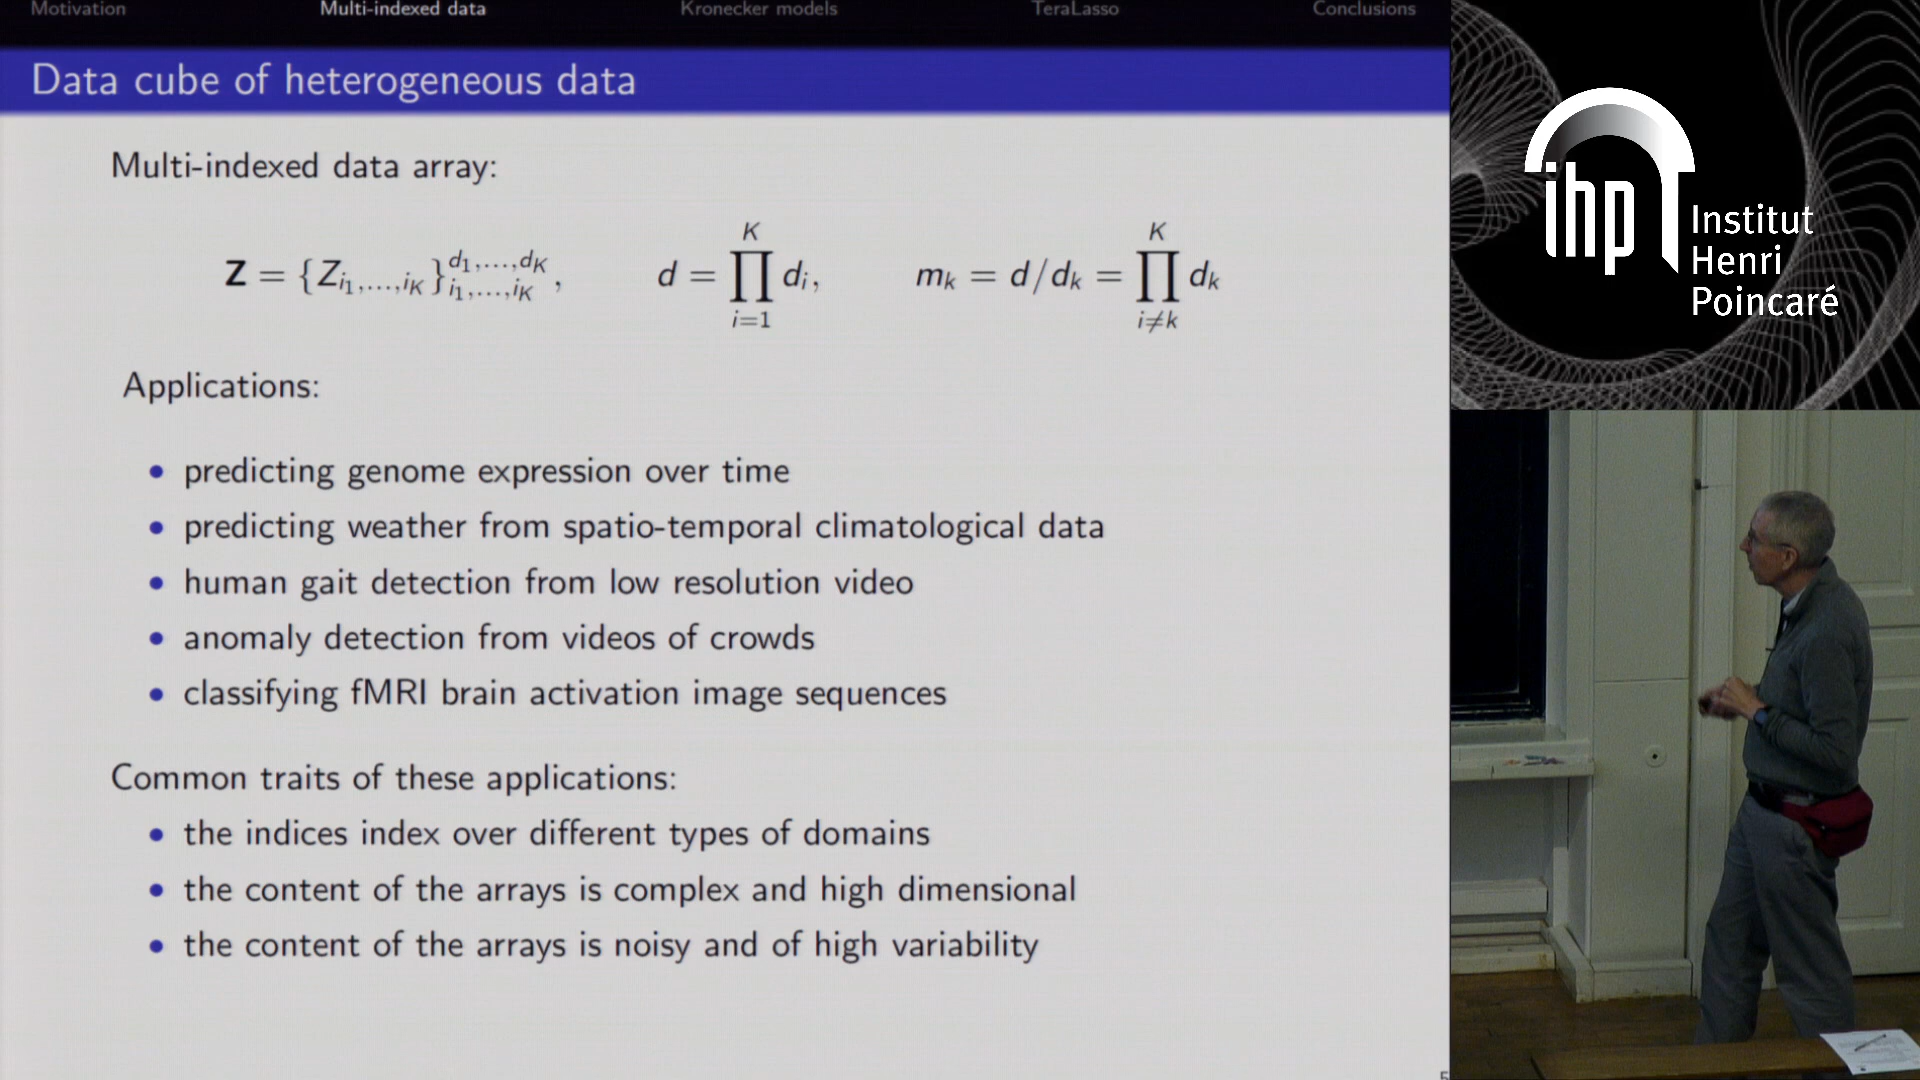 Motivation Multi-indexed data Kronecker models TeraLasso Conclusions
Data cube of heterogeneous data
Multi-indexed data array:
Z = {Z_{i_1,...,i_K}}_{i_1,...,i_K}^{d_1,...,d_K}, d = ∏_{i=1}^{K} d_i, m_k = d/d_k = ∏_{i≠k}^{K} d_k
Applications:
• predicting genome expression over time
• predicting weather from spatio-temporal climatological data
• human gait detection from low resolution video
• anomaly detection from videos of crowds
• classifying fMRI brain activation image sequences
Common traits of these applications:
• the indices index over different types of domains
• the content of the arrays is complex and high dimensional
• the content of the arrays is noisy and of high variability
5
ihp
Institut
Henri
Poincaré